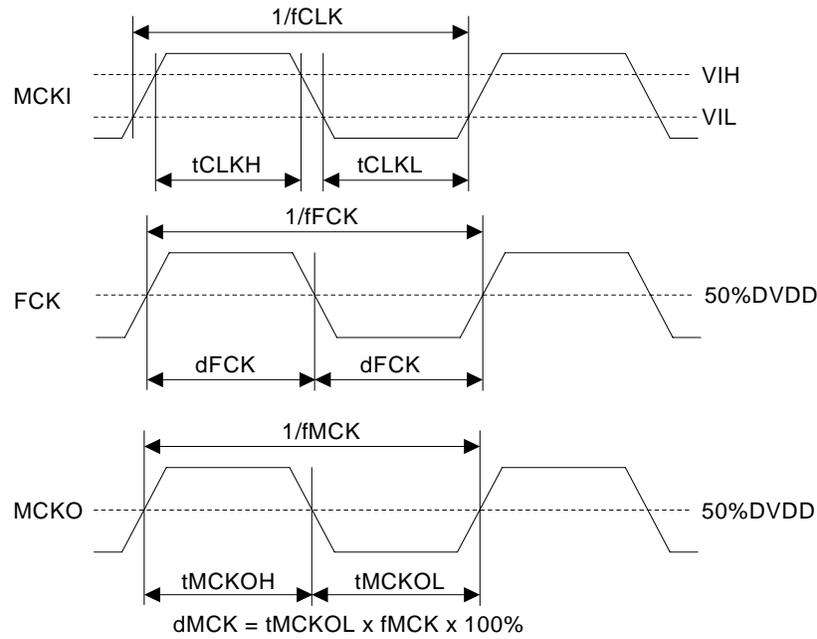 1/fCLK
MCKI
VIH
VIL
tCLKH
tCLKL
1/fFCK
FCK
50%DVDD
dFCK
dFCK
1/fMCK
MCKO
50%DVDD
tMCKOH
tMCKOL
dMCK = tMCKOL x fMCK x 100%